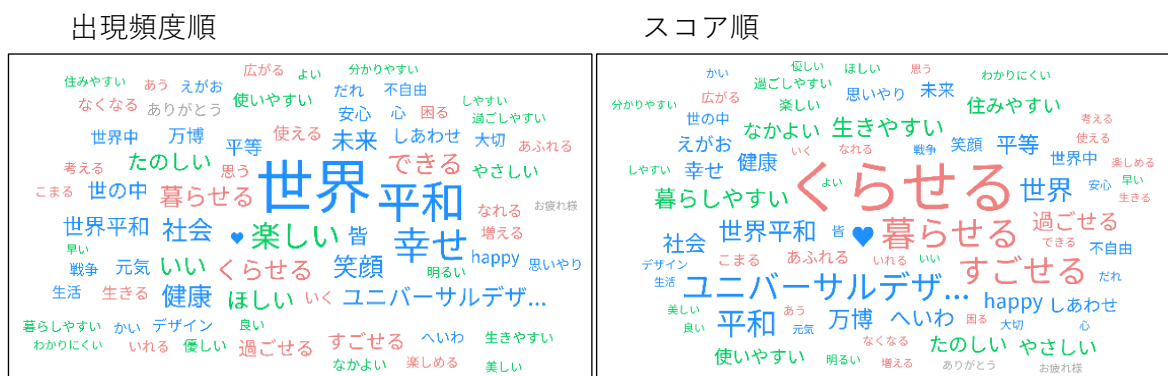 出現頻度順
スコア順
広がる よい 分かりやすい
住みやすい あう えがお だれ 不自由
なくなる ありがとう 使いやすい 安心 心 困る しやすい
過ごしやすい
世界中 万博 平等 使える 未来 しあわせ 大切 あふれる
考える たのしい 思う 世界 できる やさしい
こまる 世の中 暮らせる 平和 なれる お疲れ様
世界平和 社会 ♥ 楽しい 皆 幸せ 増える
早い
戦争 元気 いい くらせる 笑顔 明るい happy 思いやり
生活 生きる 健康 ほしい いく ユニバーサルデザ...
暮らしやすい かい デザイン 良い すごせる へいわ 生きやすい
わかりにくい いれる 優しい 過ごせる なかよい 楽しめる 美しい
かい 優しい ほしい 思う わかりにくい
過ごしやすい
分かりやすい 広がる 楽しい 思いやり 未来 住みやすい
世の中 なかよい 生きやすい 考える
えがお いく なれる 戦争 笑顔 平等 使える
しやすい 幸せ 健康 くらせる 世界中 楽しめる
暮らしやすい よい 世界 安心 早い
生きる
社会 世界平和 皆 ♥ 暮らせる 過ごせる
できる 不自由
デザイン こまる あふれる いれる いい すごせる だれ
生活 ユニバーサルデザ... happy しあわせ
美しい 平和 あう 万博 へいわ 困る 大切 心
良い 元気 なくなる たのしい やさしい
使いやすい 明るい 増える ありがとう お疲れ様